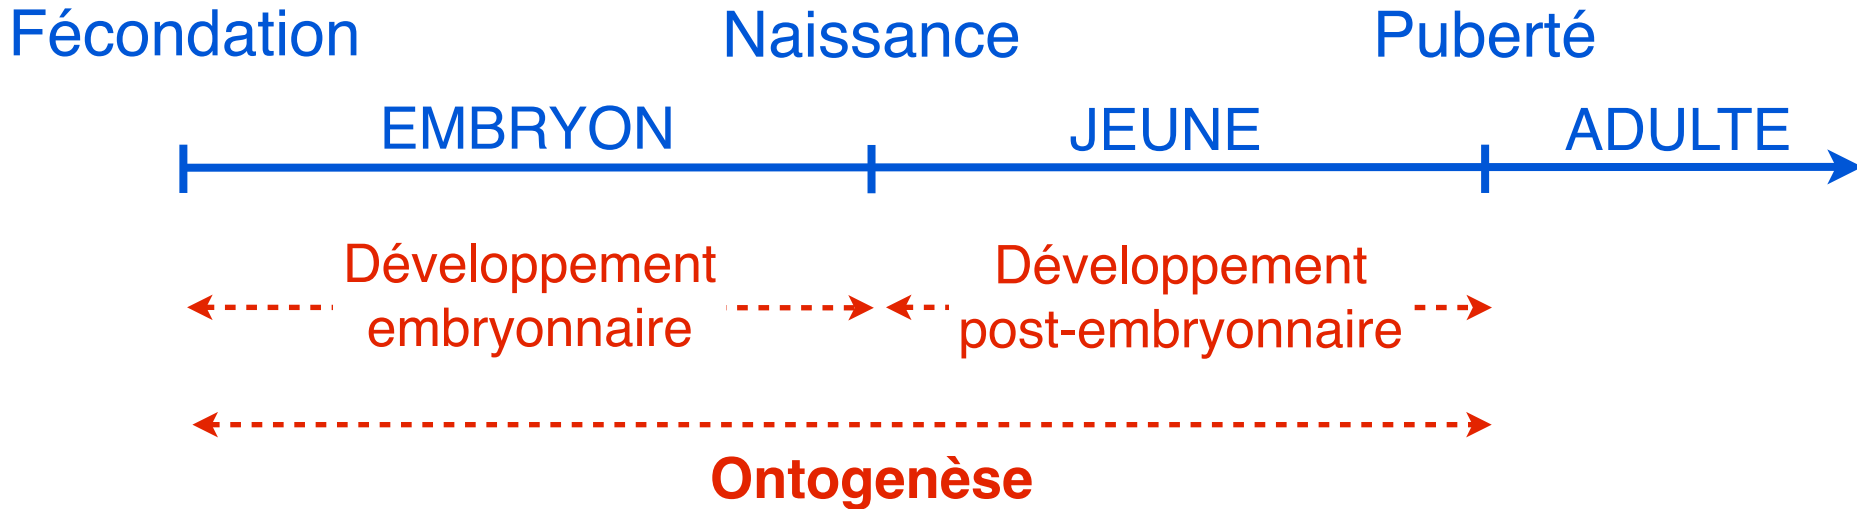 Fécondation Naissance Puberté
EMBRYON JEUNE ADULTE
Développement Développement
embryonnaire post-embryonnaire
Ontogenèse